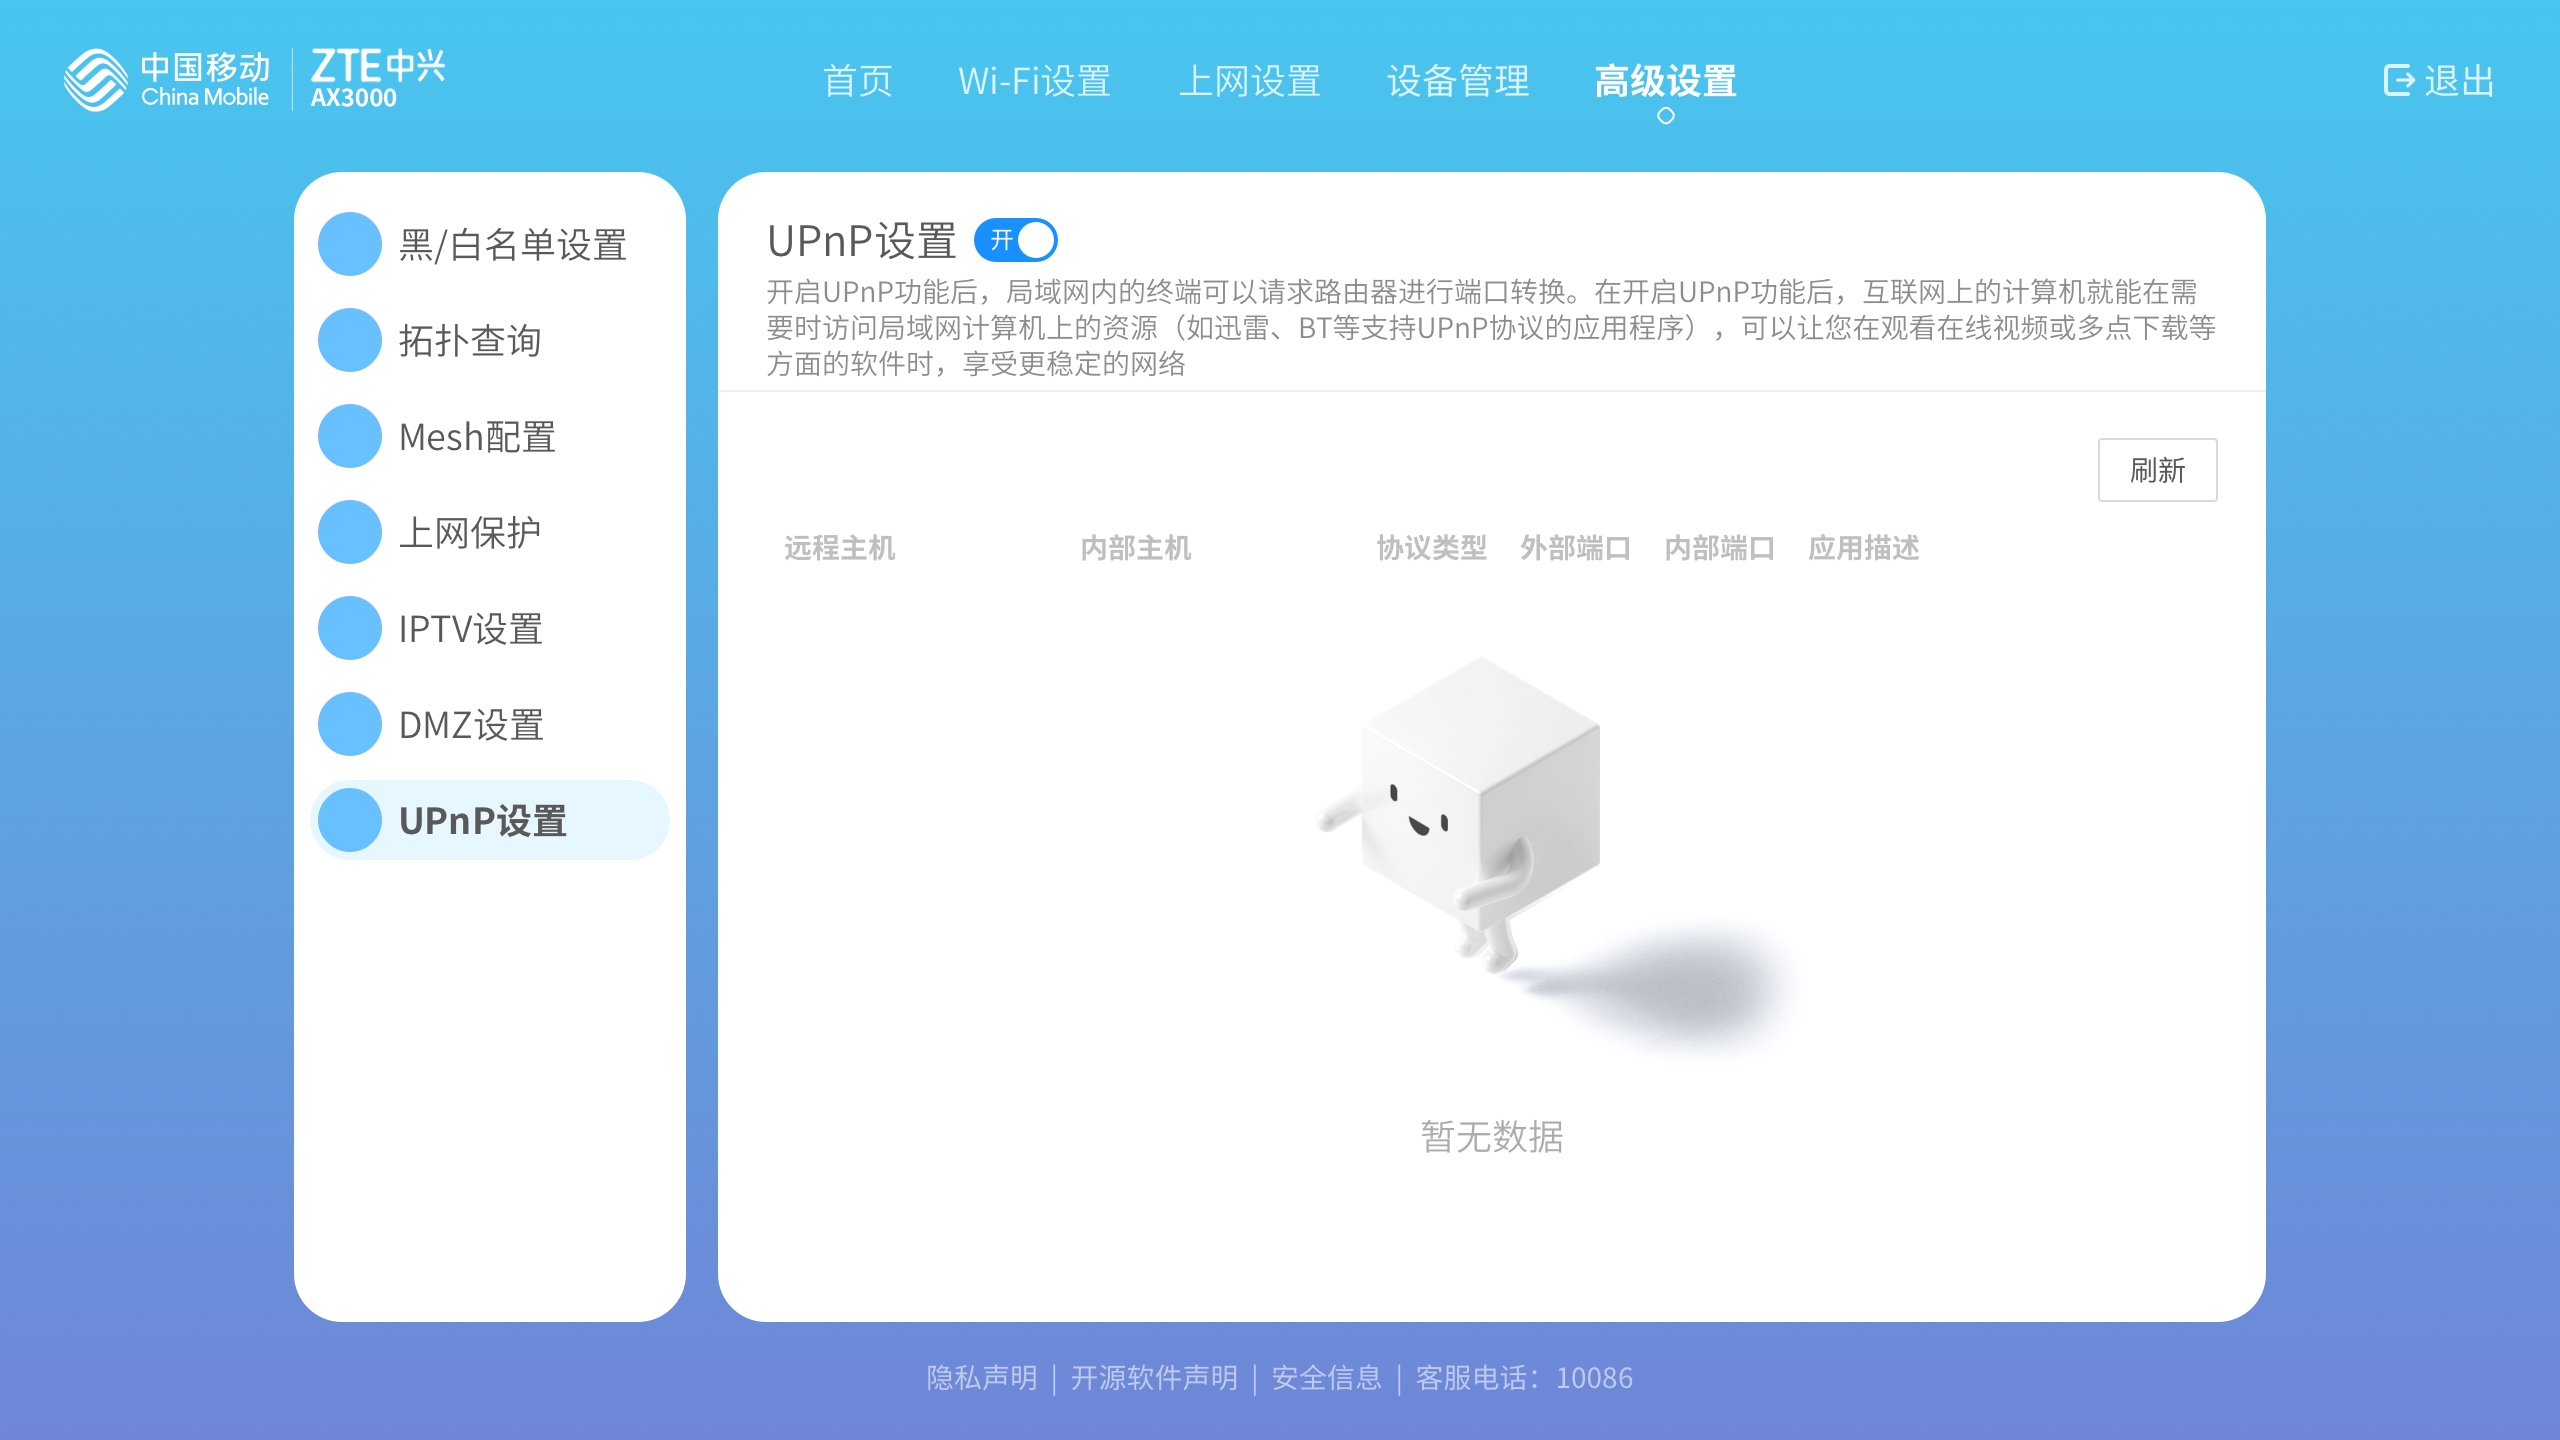 中国移动
China Mobile
ZTE中兴
AX3000
首页
Wi-Fi设置
上网设置
设备管理
高级设置
退出
黑/白名单设置
拓扑查询
Mesh配置
上网保护
IPTV设置
DMZ设置
UPnP设置
UPnP设置 开
开启UPnP功能后，局域网内的终端可以请求路由器进行端口转换。在开启UPnP功能后，互联网上的计算机就能在需
要时访问局域网计算机上的资源（如迅雷、BT等支持UPnP协议的应用程序），可以让您在观看在线视频或多点下载等
方面的软件时，享受更稳定的网络
刷新
远程主机 内部主机 协议类型 外部端口 内部端口 应用描述
暂无数据
隐私声明 | 开源软件声明 | 安全信息 | 客服电话：10086